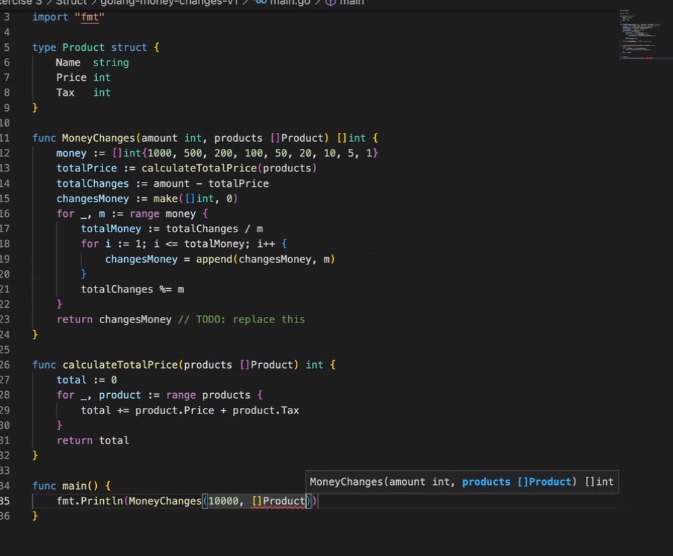 ercise 3 > Struct > golang-money-changes-v1 > main.go > main
3 import "fmt"
4
5 type Product struct {
6 Name string
7 Price int
8 Tax int
9 }
10
11 func MoneyChanges(amount int, products []Product) []int {
12 money := []int{1000, 500, 200, 100, 50, 20, 10, 5, 1}
13 totalPrice := calculateTotalPrice(products)
14 totalChanges := amount - totalPrice
15 changesMoney := make([]int, 0)
16 for _, m := range money {
17 totalMoney := totalChanges / m
18 for i := 1; i <= totalMoney; i++ {
19 changesMoney = append(changesMoney, m)
20 }
21 totalChanges %= m
22 }
23 return changesMoney // TODO: replace this
24 }
25
26 func calculateTotalPrice(products []Product) int {
27 total := 0
28 for _, product := range products {
29 total += product.Price + product.Tax
30 }
31 return total
32 }
33
MoneyChanges(amount int, products []Product) []int
34 func main() {
35 fmt.Println(MoneyChanges(10000, []Product))
36 }